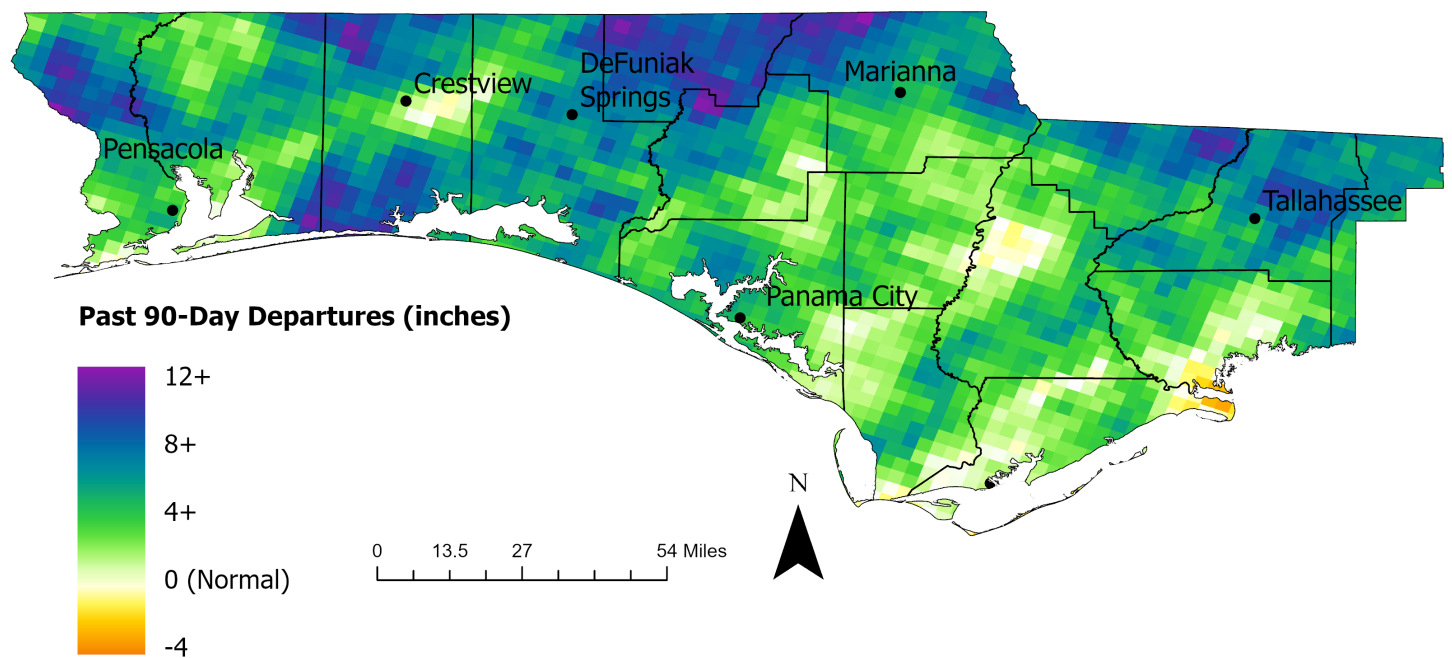 Crestview
DeFuniak
Springs
Marianna
Pensacola
Tallahassee
Panama City
Past 90-Day Departures (inches)
12+
8+
4+
0 (Normal)
-4
N
0 13.5 27 54 Miles